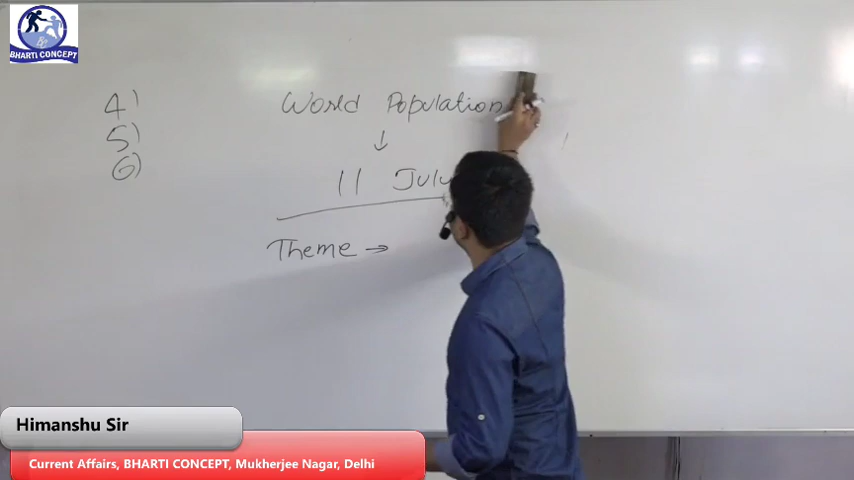 BHARTI CONCEPT
4)
5)
6)
World Population
↓
11 July
Theme →
Himanshu Sir
Current Affairs, BHARTI CONCEPT, Mukherjee Nagar, Delhi